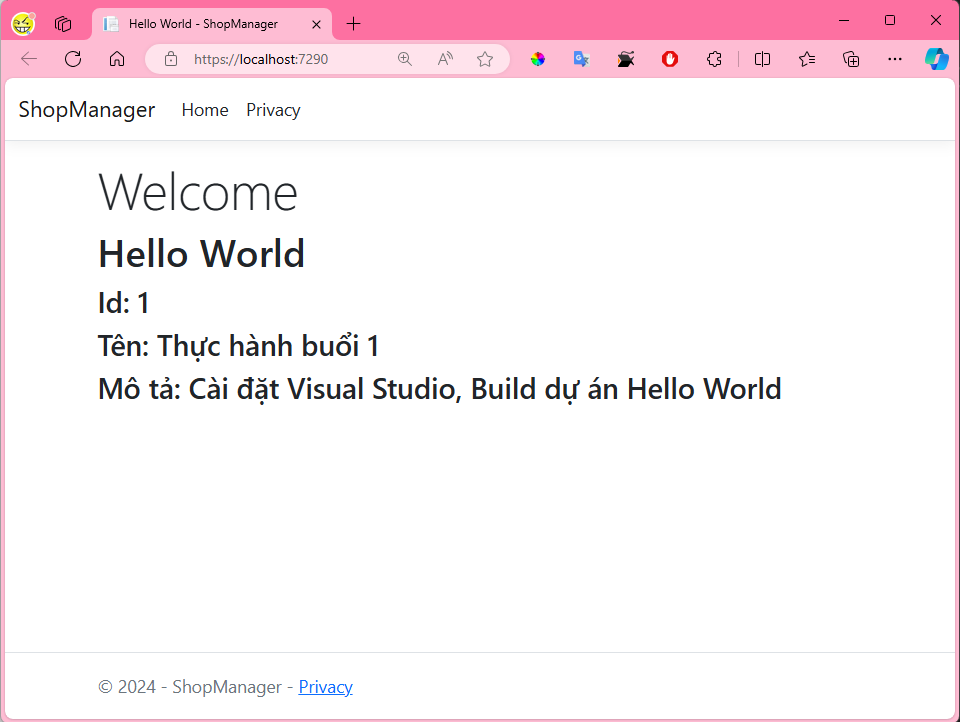 Hello World - ShopManager
https://localhost:7290
ShopManager Home Privacy
Welcome
Hello World
Id: 1
Tên: Thực hành buổi 1
Mô tả: Cài đặt Visual Studio, Build dự án Hello World
© 2024 - ShopManager - Privacy